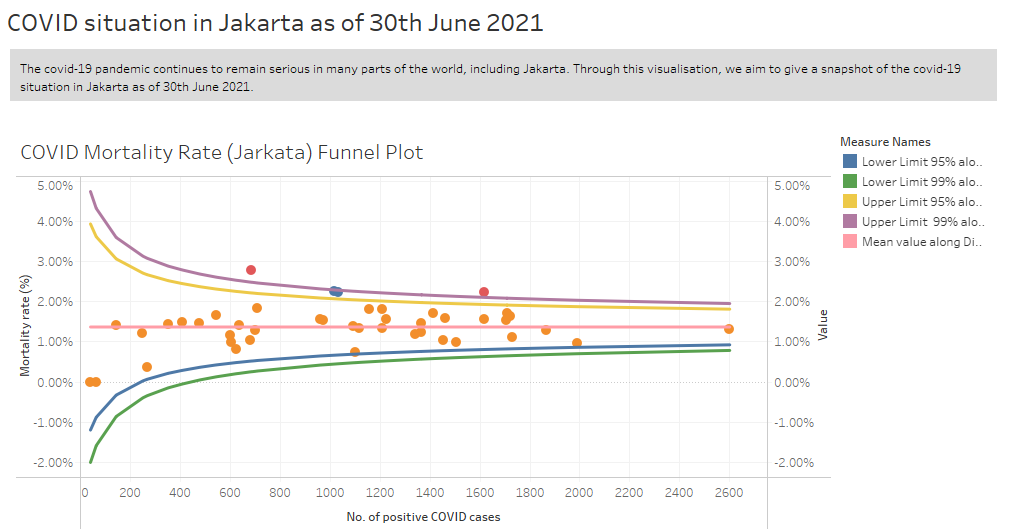 COVID situation in Jakarta as of 30th June 2021
The covid-19 pandemic continues to remain serious in many parts of the world, including Jakarta. Through this visualisation, we aim to give a snapshot of the covid-19
situation in Jakarta as of 30th June 2021.
COVID Mortality Rate (Jarkata) Funnel Plot
Measure Names
Lower Limit 95% alo..
Lower Limit 99% alo..
Upper Limit 95% alo..
Upper Limit 99% alo..
Mean value along Di..
Mortality rate (%)
5.00%
4.00%
3.00%
2.00%
1.00%
0.00%
-1.00%
-2.00%
5.00%
4.00%
3.00%
2.00%
1.00%
0.00%
-1.00%
-2.00%
Value
0 200 400 600 800 1000 1200 1400 1600 1800 2000 2200 2400 2600
No. of positive COVID cases